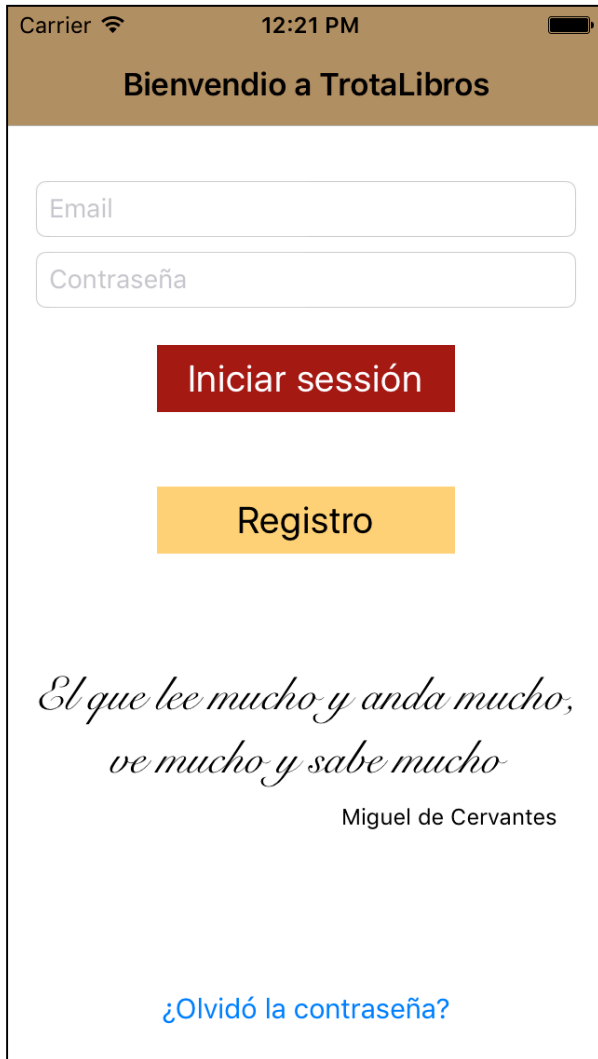 Carrier 12:21 PM
Bienvendio a TrotaLibros
Email
Contraseña
Iniciar sessión
Registro
El que lee mucho y anda mucho,
ve mucho y sabe mucho
Miguel de Cervantes
¿Olvidó la contraseña?